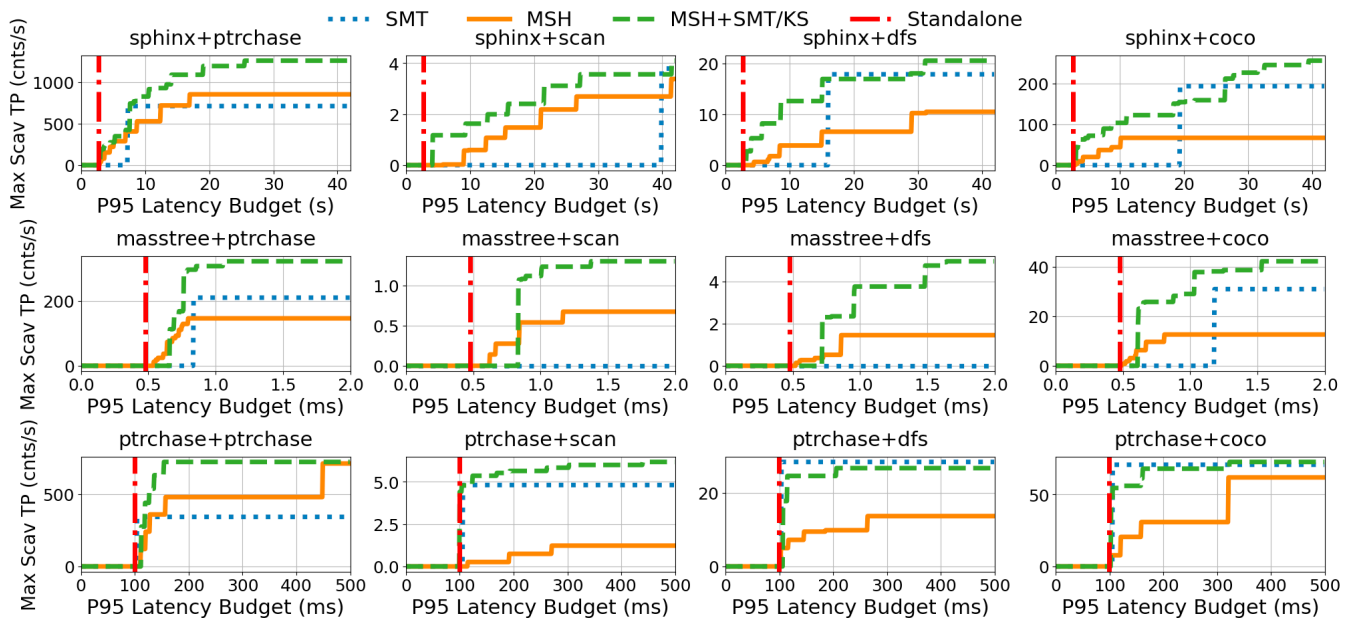 SMT MSH MSH+SMT/KS Standalone
sphinx+ptrchase sphinx+scan sphinx+dfs sphinx+coco
Max Scav TP (cnts/s)
1000
500
0
0 10 20 30 40
P95 Latency Budget (s)
4
2
0
0 10 20 30 40
P95 Latency Budget (s)
20
10
0
0 10 20 30 40
P95 Latency Budget (s)
200
100
0
0 10 20 30 40
P95 Latency Budget (s)
masstree+ptrchase masstree+scan masstree+dfs masstree+coco
Max Scav TP (cnts/s)
200
0
0.0 0.5 1.0 1.5 2.0
P95 Latency Budget (ms)
1.0
0.5
0.0
0.0 0.5 1.0 1.5 2.0
P95 Latency Budget (ms)
4
2
0
0.0 0.5 1.0 1.5 2.0
P95 Latency Budget (ms)
40
20
0
0.0 0.5 1.0 1.5 2.0
P95 Latency Budget (ms)
ptrchase+ptrchase ptrchase+scan ptrchase+dfs ptrchase+coco
Max Scav TP (cnts/s)
500
0
0 100 200 300 400 500
P95 Latency Budget (ms)
5.0
2.5
0.0
0 100 200 300 400 500
P95 Latency Budget (ms)
20
0
0 100 200 300 400 500
P95 Latency Budget (ms)
50
0
0 100 200 300 400 500
P95 Latency Budget (ms)